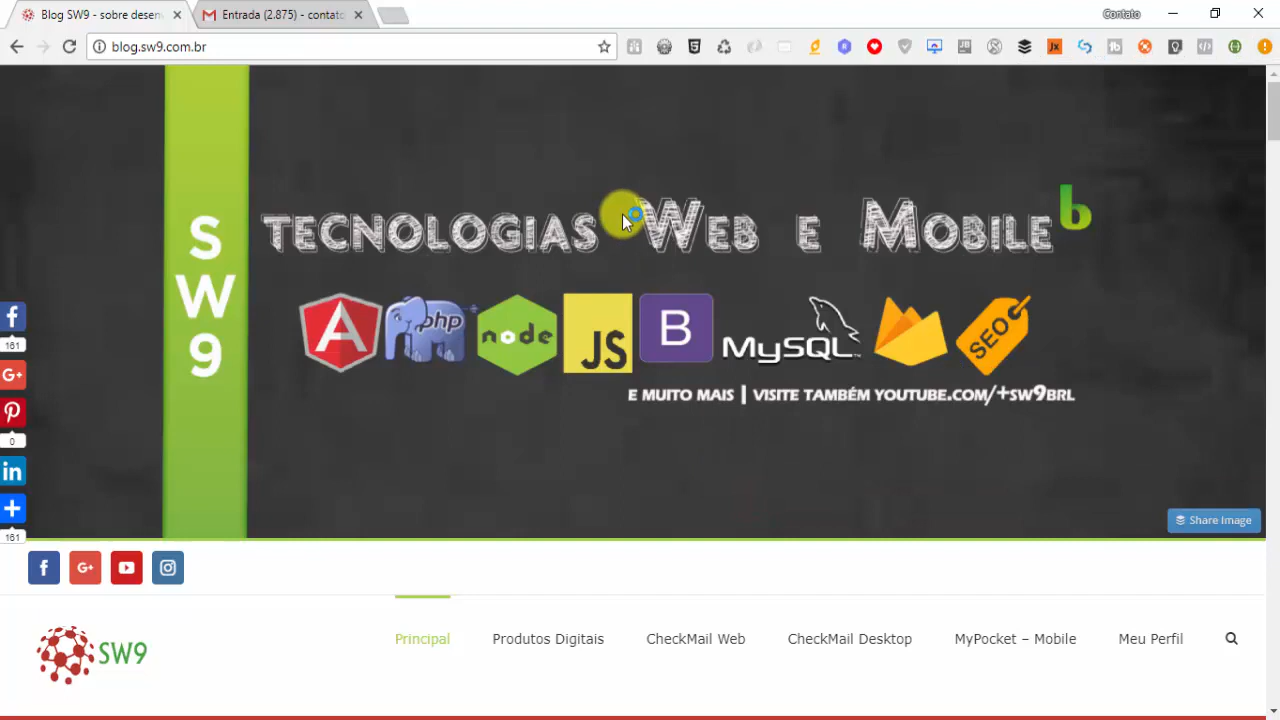 Blog SW9 - sobre desen
Entrada (2.875) - contato
Contato
blog.sw9.com.br
S
W
9
TECNOLOGIAS WEB E MOBILE b
php
node
JS
B
MySQL
SEO
E MUITO MAIS | VISITE TAMBÉM YOUTUBE.COM/+SW9BRL
161
G+
0
in
161
Share Image
G+
SW9
Principal
Produtos Digitais
CheckMail Web
CheckMail Desktop
MyPocket – Mobile
Meu Perfil